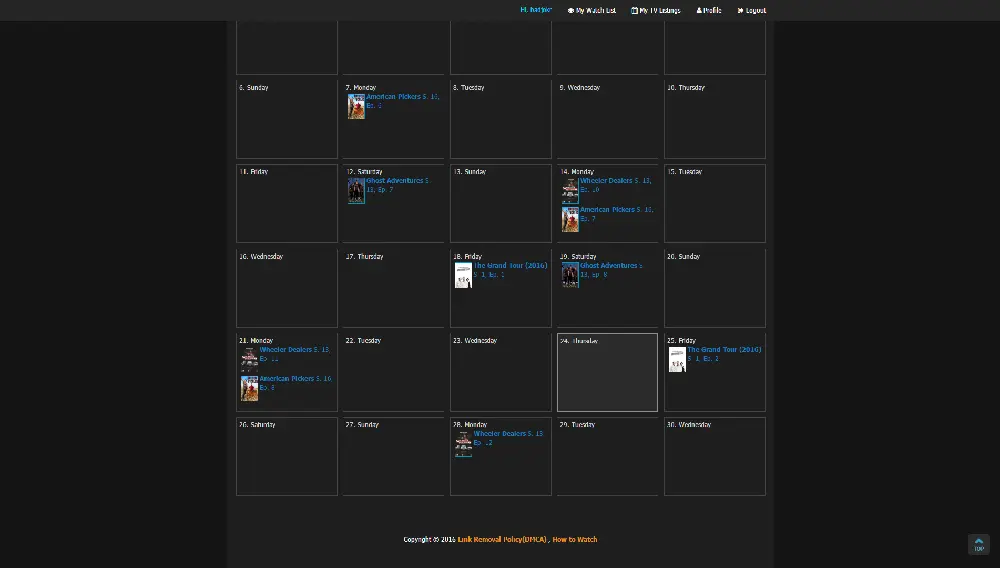 My Watch List My TV Listings Profile Logout
6. Sunday
7. Monday
American Pickers S. 16,
8. Tuesday
9. Wednesday
10. Thursday
11. Friday
12. Saturday
Ghost Adventures S.
13, Ep. 7
13. Sunday
14. Monday
Wheeler Dealers S. 13,
Ep. 10
American Pickers S. 16,
Ep. 7
15. Tuesday
16. Wednesday
17. Thursday
18. Friday
The Grand Tour (2016)
S. 1, Ep. 1
19. Saturday
Ghost Adventures S.
13, Ep. 8
20. Sunday
21. Monday
Wheeler Dealers S. 13,
Ep. 11
American Pickers S. 16,
Ep. 8
22. Tuesday
23. Wednesday
24. Thursday
25. Friday
The Grand Tour (2016)
S. 1, Ep. 2
26. Saturday
27. Sunday
28. Monday
Wheeler Dealers S. 13,
Ep. 12
29. Tuesday
30. Wednesday
Copyright © 2016 Link Removal Policy(DMCA) , How to Watch
TOP